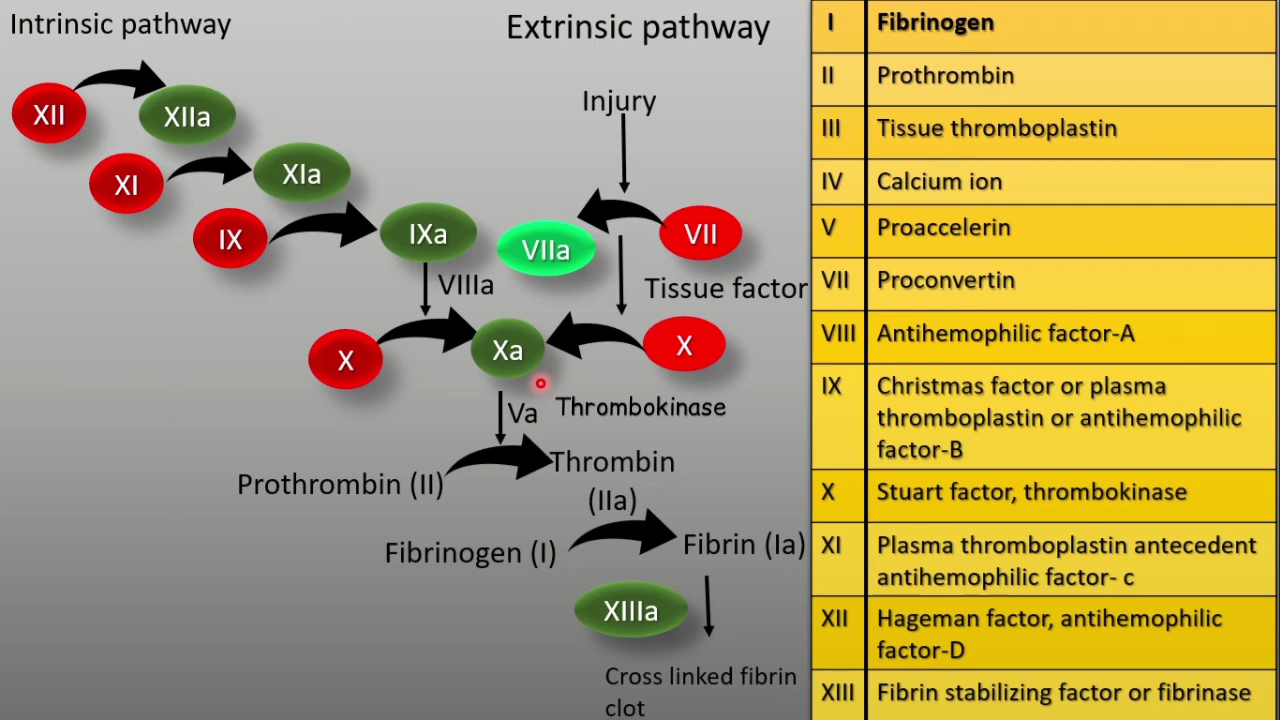 Intrinsic pathway
Extrinsic pathway
Injury
XII
XIIa
XI
XIa
IX
IXa
VIIa
VII
VIIIa
Tissue factor
X
Xa
X
Va
Thrombokinase
Prothrombin (II)
Thrombin
(IIa)
Fibrinogen (I)
Fibrin (Ia)
XIIIa
Cross linked fibrin
clot
I Fibrinogen
II Prothrombin
III Tissue thromboplastin
IV Calcium ion
V Proaccelerin
VII Proconvertin
VIII Antihemophilic factor-A
IX Christmas factor or plasma
thromboplastin or antihemophilic
factor-B
X Stuart factor, thrombokinase
XI Plasma thromboplastin antecedent
antihemophilic factor- c
XII Hageman factor, antihemophilic
factor-D
XIII Fibrin stabilizing factor or fibrinase